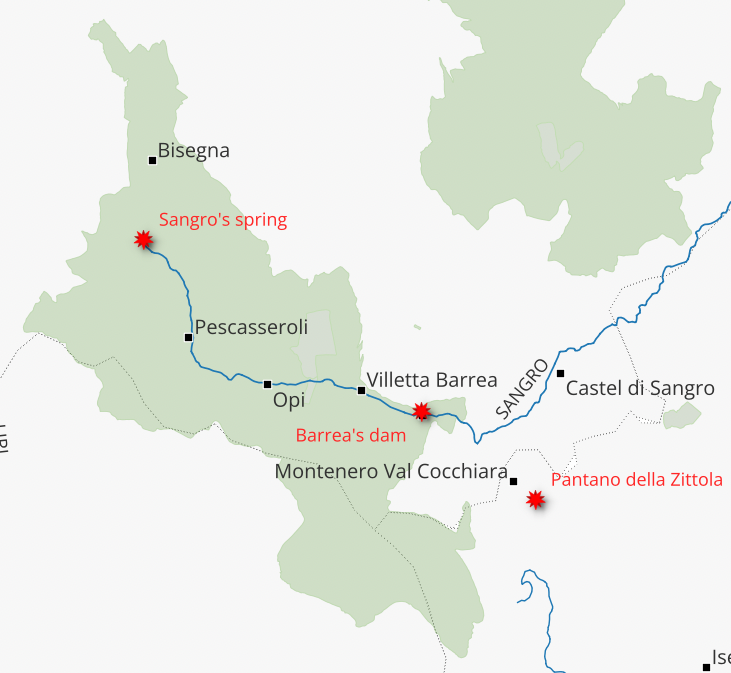 Bisegna
Sangro's spring
Pescasseroli
Villetta Barrea
SANGRO
Castel di Sangro
Opi
Barrea's dam
Montenero Val Cocchiara
Pantano della Zittola